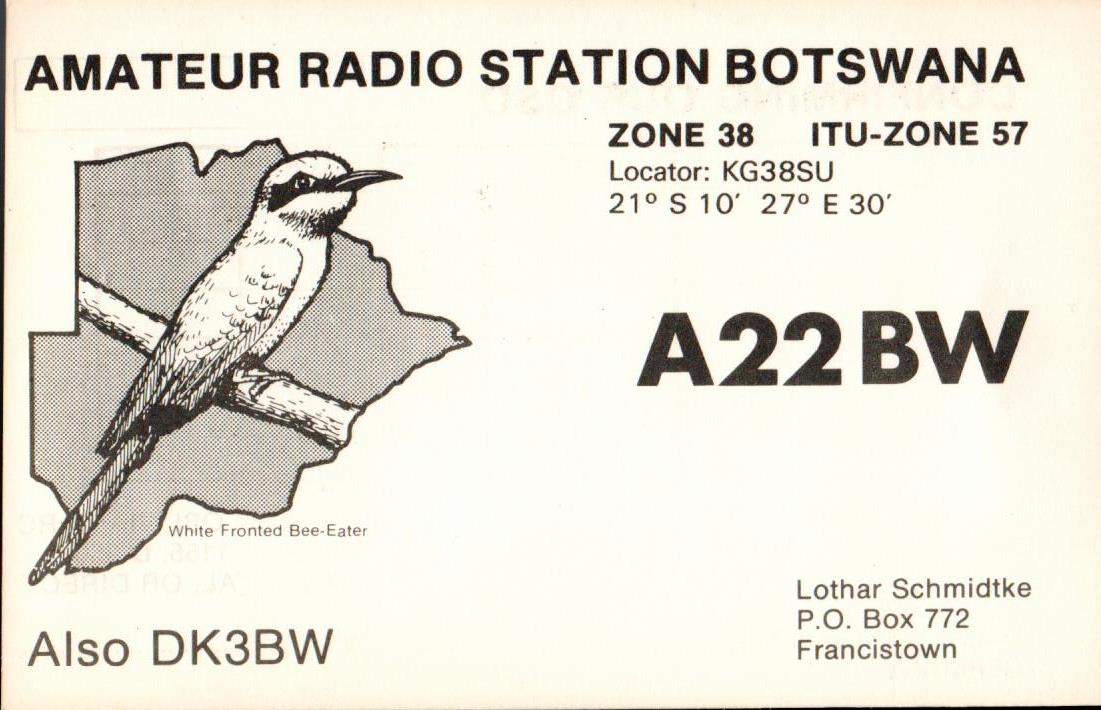 AMATEUR RADIO STATION BOTSWANA
ZONE 38 ITU-ZONE 57
Locator: KG38SU
21° S 10′ 27° E 30′
A22BW
White Fronted Bee-Eater
Also DK3BW
Lothar Schmidtke
P.O. Box 772
Francistown